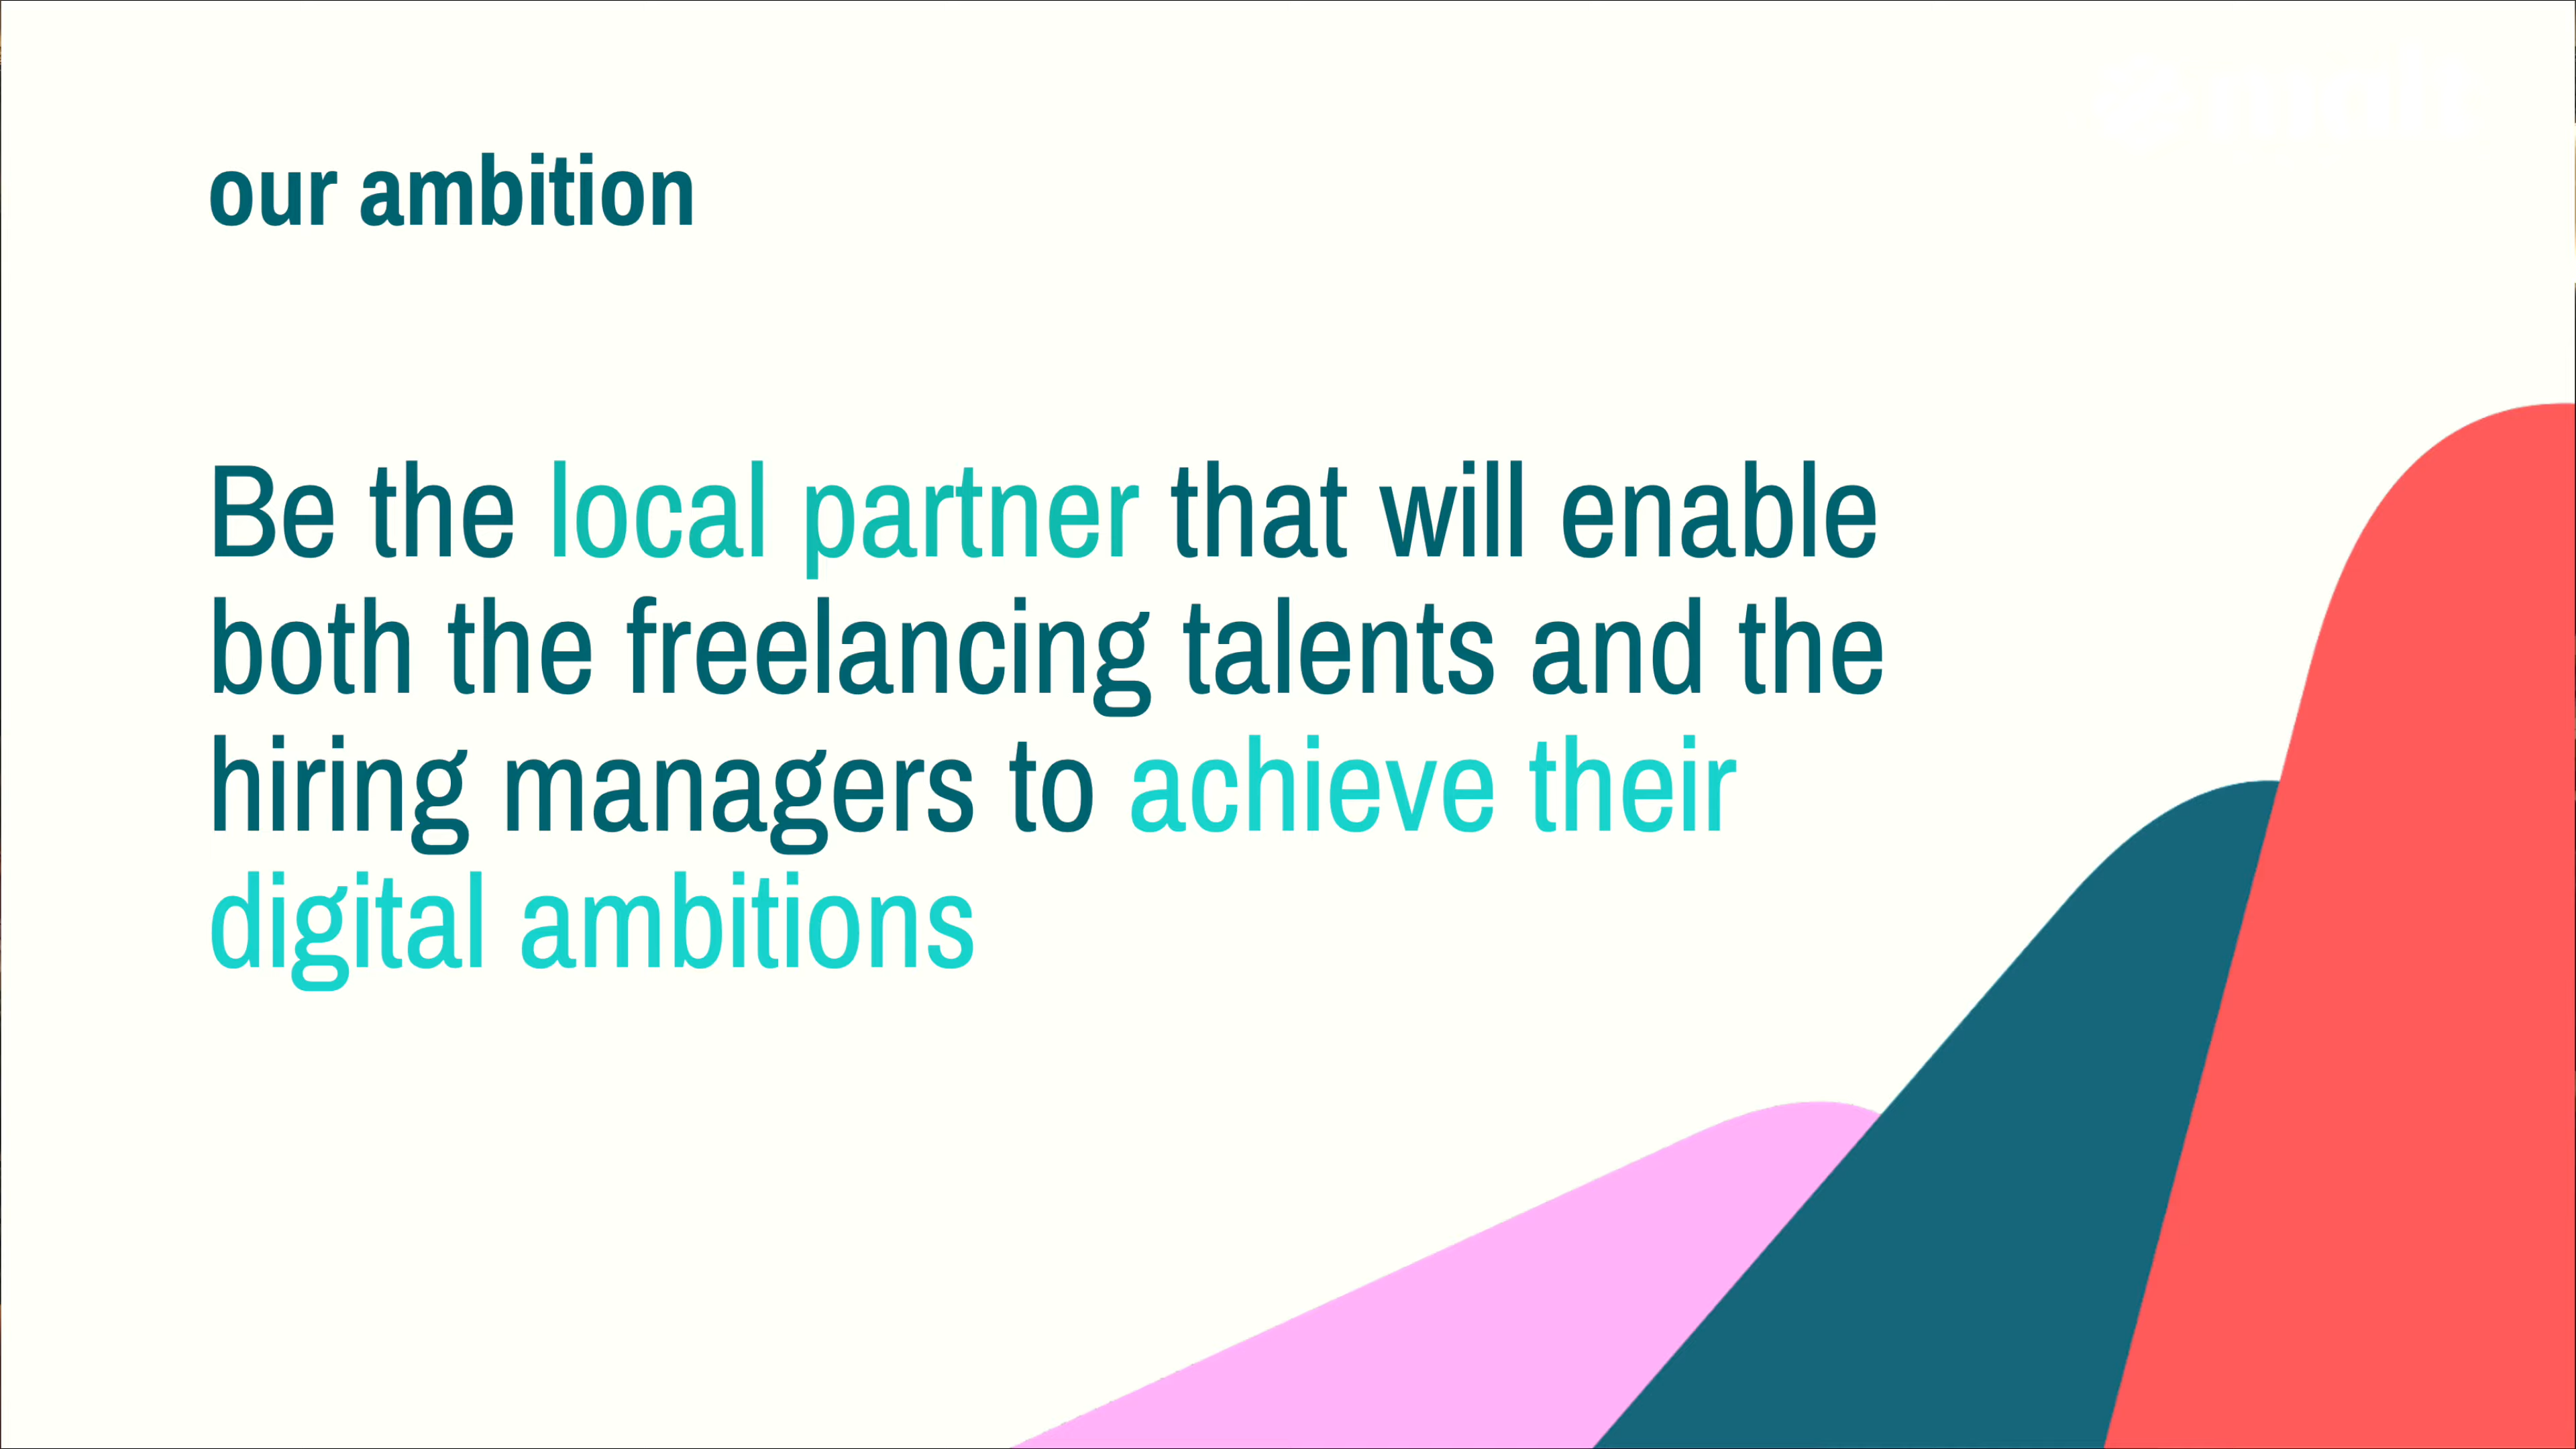 our ambition
Be the local partner that will enable
both the freelancing talents and the
hiring managers to achieve their
digital ambitions